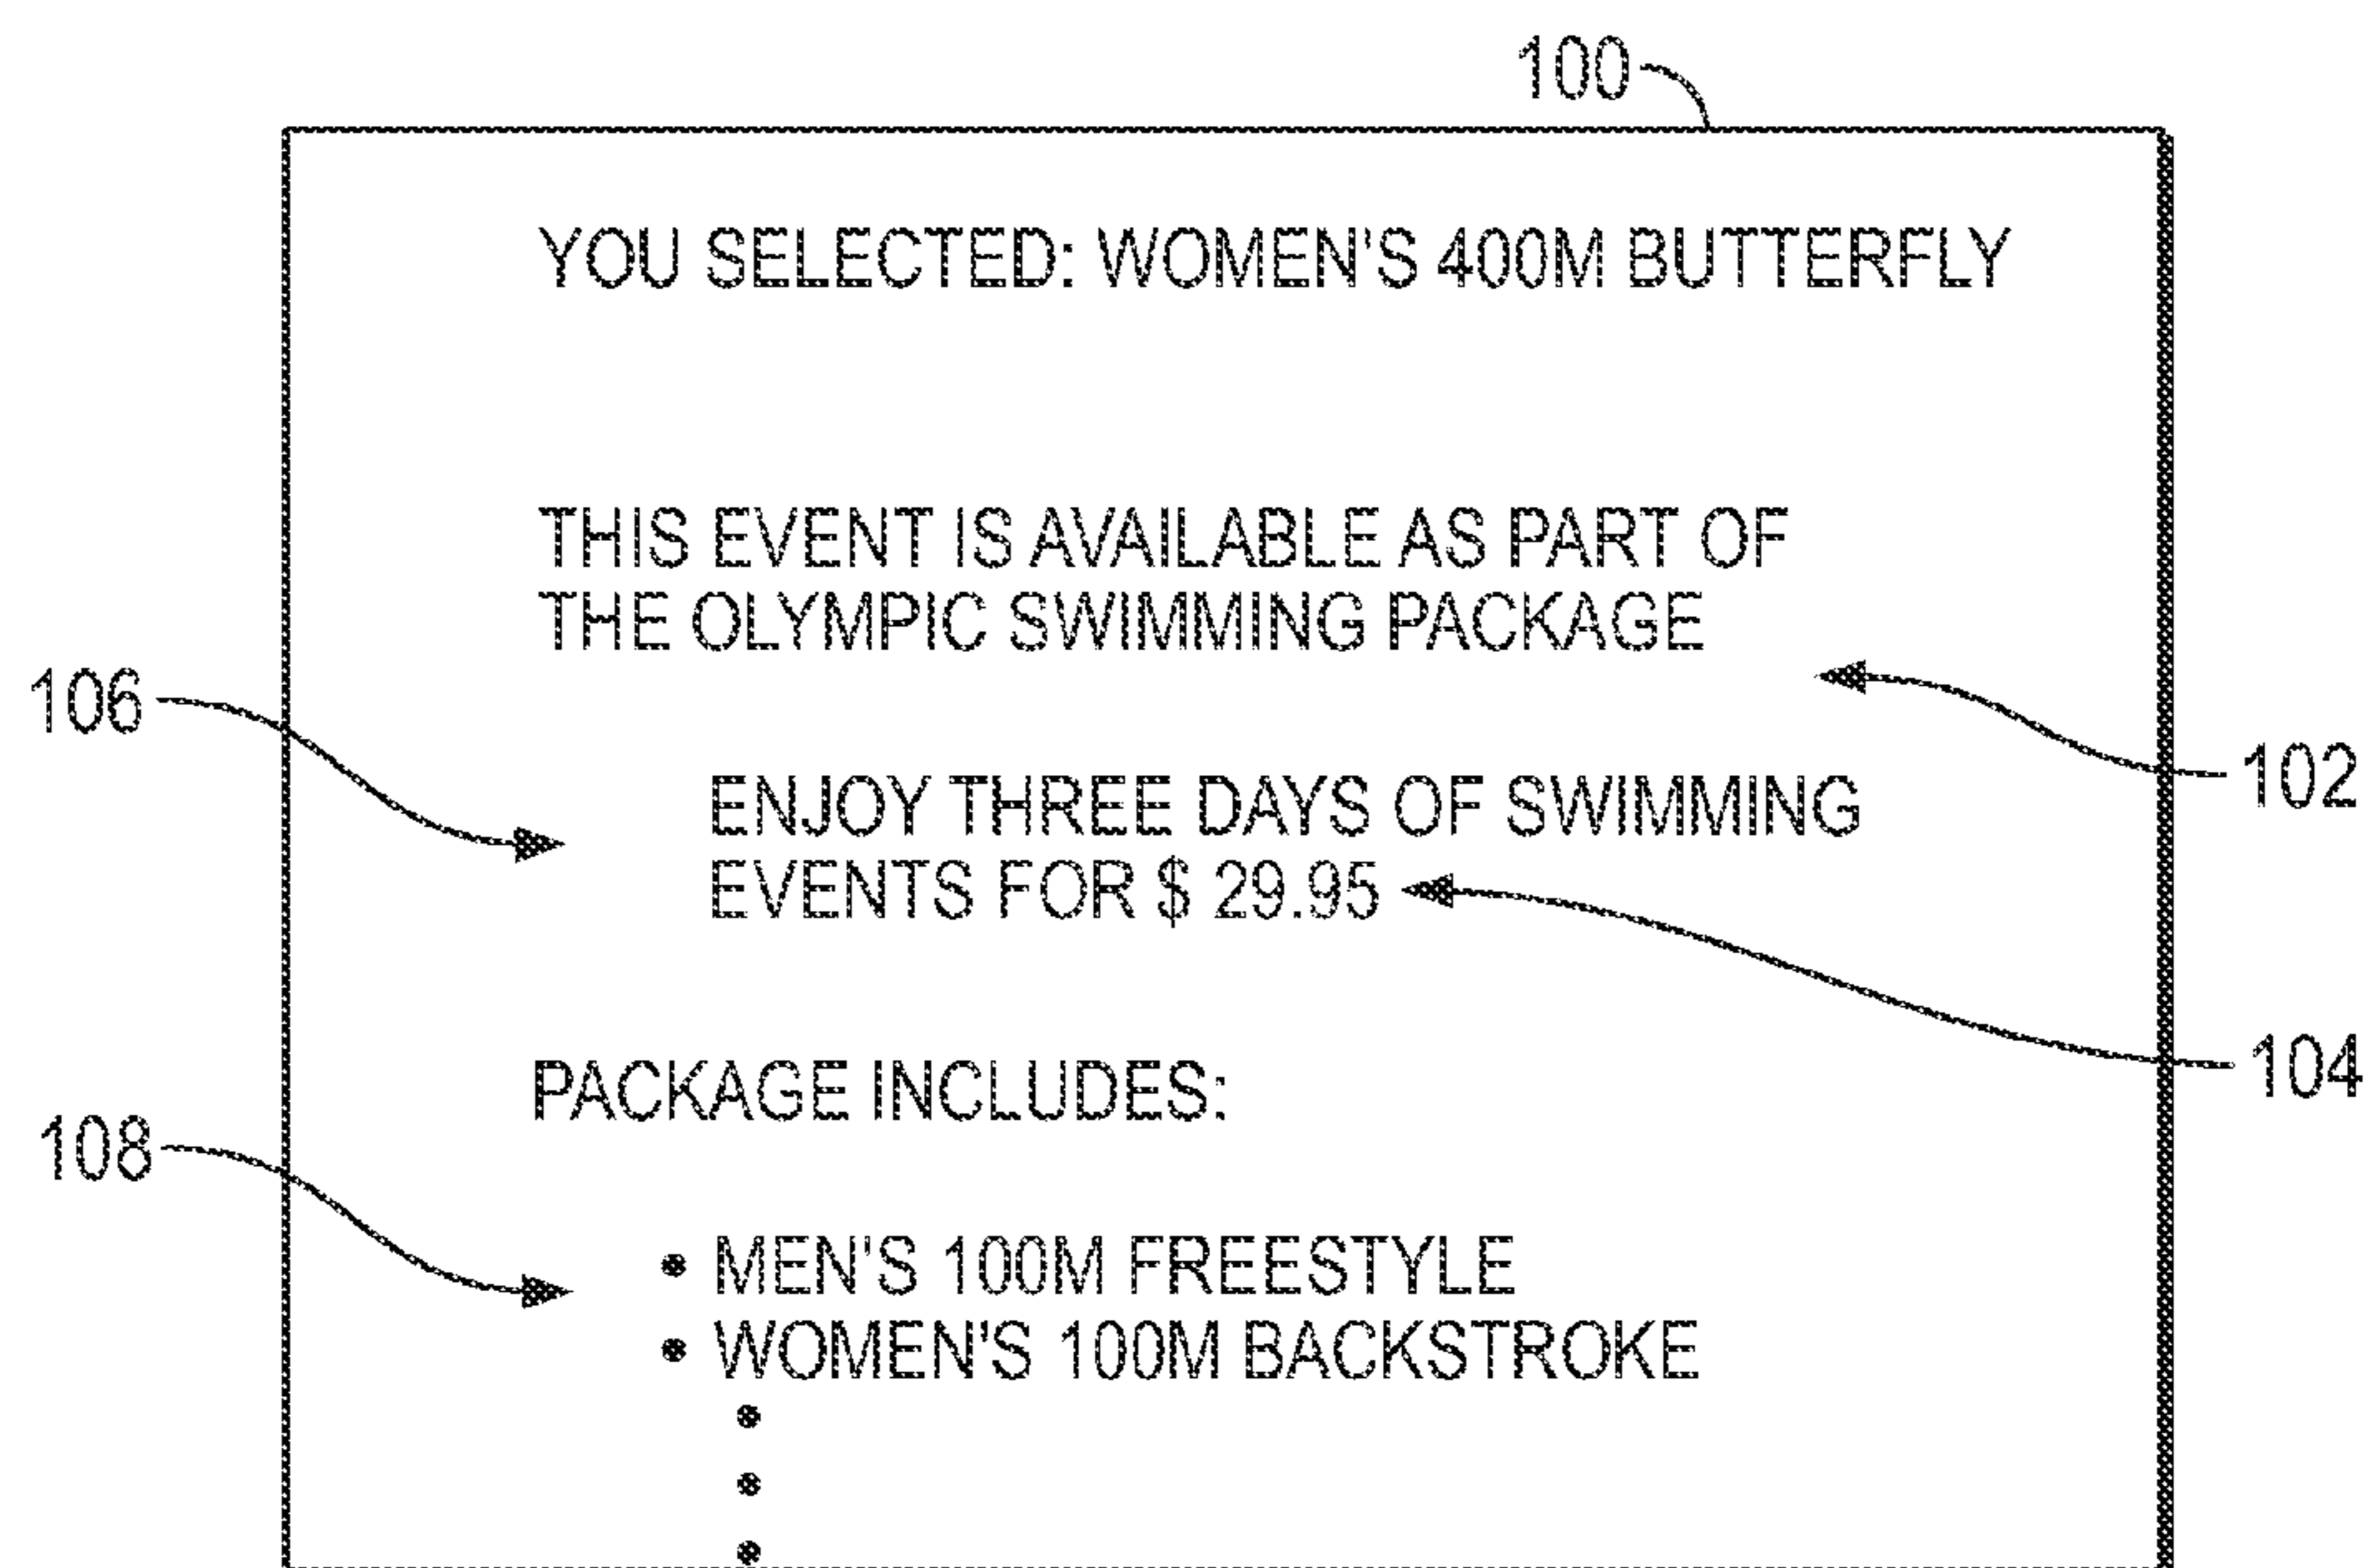 100
YOU SELECTED: WOMEN'S 400M BUTTERFLY
THIS EVENT IS AVAILABLE AS PART OF
THE OLYMPIC SWIMMING PACKAGE
106
102
ENJOY THREE DAYS OF SWIMMING
EVENTS FOR $ 29.95
104
PACKAGE INCLUDES:
108
• MEN'S 100M FREESTYLE
• WOMEN'S 100M BACKSTROKE
•
•
•